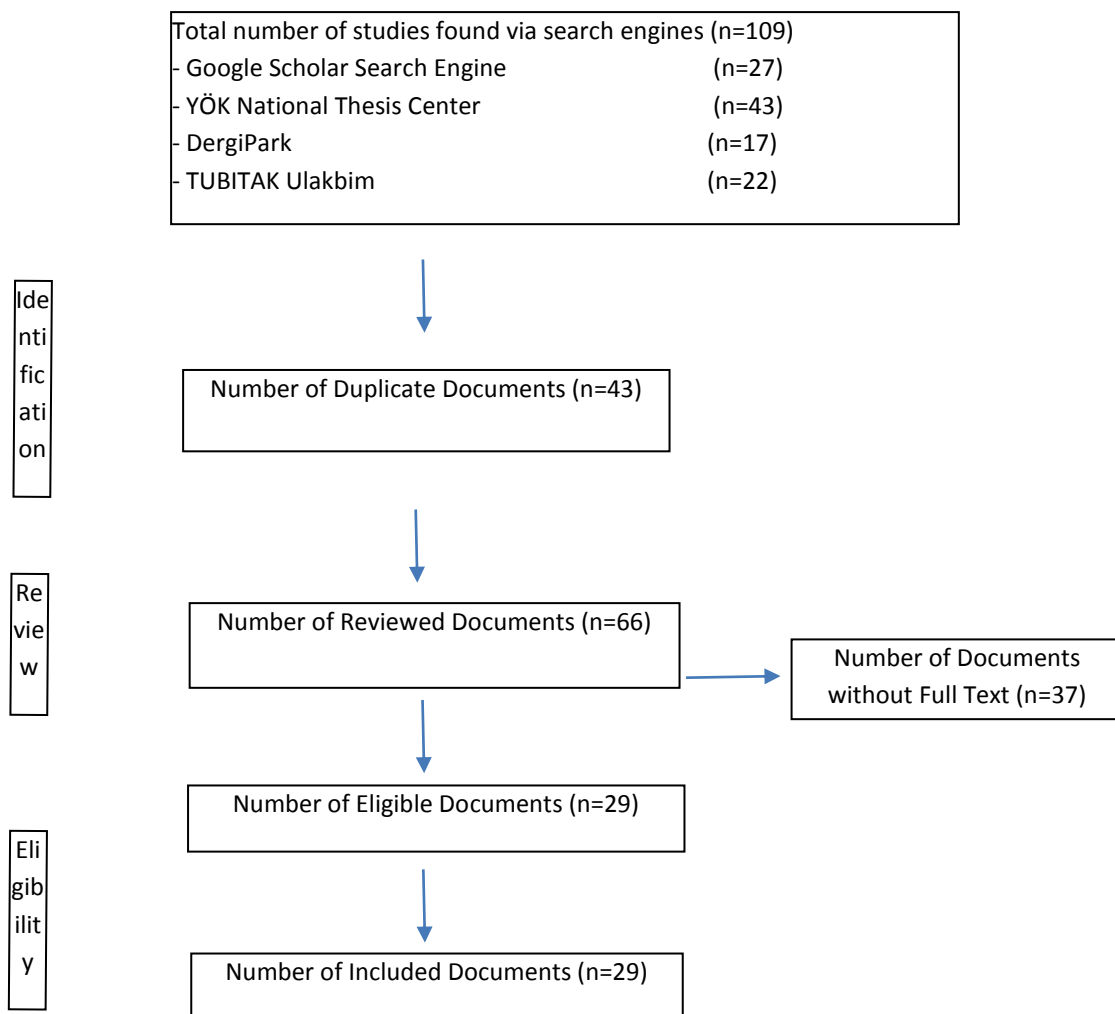 Total number of studies found via search engines (n=109)
- Google Scholar Search Engine (n=27)
- YÖK National Thesis Center (n=43)
- DergiPark (n=17)
- TUBITAK Ulakbim (n=22)
Ide
nti
fic
ati
on
Number of Duplicate Documents (n=43)
Re
vie
w
Number of Reviewed Documents (n=66)
Number of Documents
without Full Text (n=37)
Number of Eligible Documents (n=29)
Eli
gib
ilit
y
Number of Included Documents (n=29)